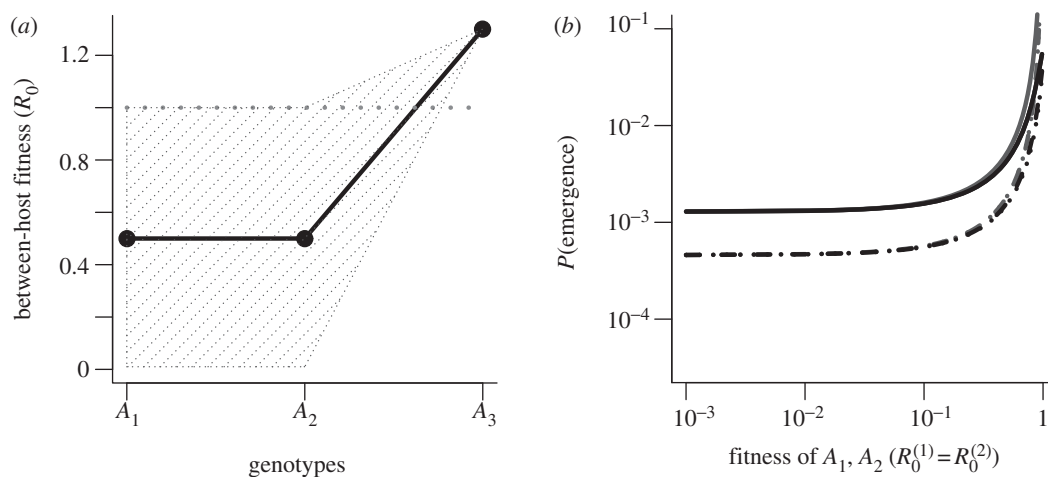 (a)
between-host fitness (R₀)
1.2
0.8
0.4
0
A₁
A₂
A₃
genotypes
(b)
P(emergence)
10⁻¹
10⁻²
10⁻³
10⁻⁴
10⁻³
10⁻²
10⁻¹
1
fitness of A₁, A₂ (R₀⁽¹⁾=R₀⁽²⁾)